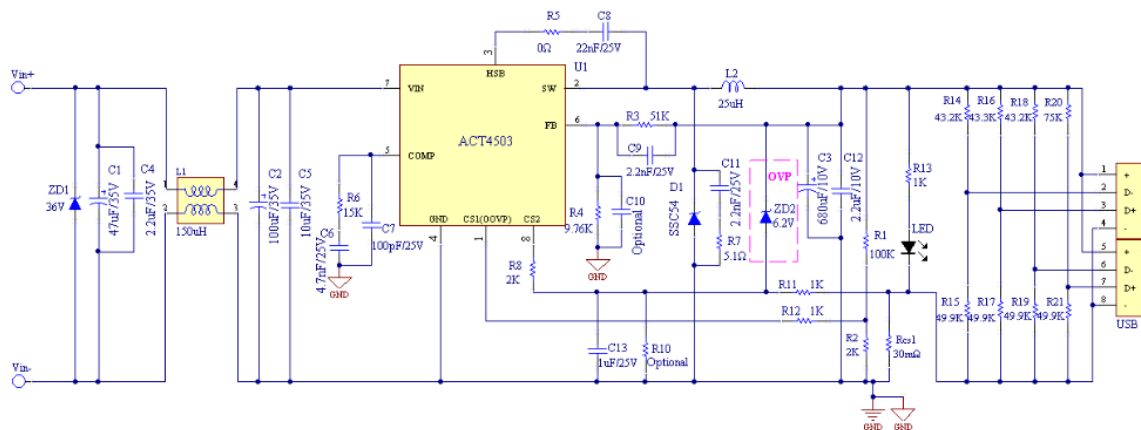 R5
0Ω
C8
22nF/25V
3
HSB
U1
Vin+
7
VIN
SW
2
L2
25uH
FB
6
ACT4503
R3
51K
C9
2.2nF/25V
5
COMP
R14
43.2K
R16
43.3K
R18
43.2K
R20
75K
ZD1
36V
C1
47uF/35V
C4
2.2uF/35V
L1
1
4
2
3
150uH
C2
100uF/35V
C5
10uF/35V
R6
15K
C6
4.7nF/25V
C7
100pF/25V
GND
GND
CS1(OOVP)
CS2
4
1
8
R8
2K
R4
9.76K
C10
Optional
GND
D1
SSC54
C11
2.2nF/25V
R7
5.1Ω
OVP
ZD2
6.2V
C3
680uF/10V
C12
2.2nF/10V
R1
100K
R13
1K
LED
1
+
2
D-
3
D+
4
-
5
+
6
D-
7
D+
8
-
USB
R11
1K
R12
1K
R15
49.9K
R17
49.9K
R19
49.9K
R21
49.9K
C13
1uF/25V
R10
Optional
R2
2K
Rcs1
30mΩ
Vin-
GND
GND